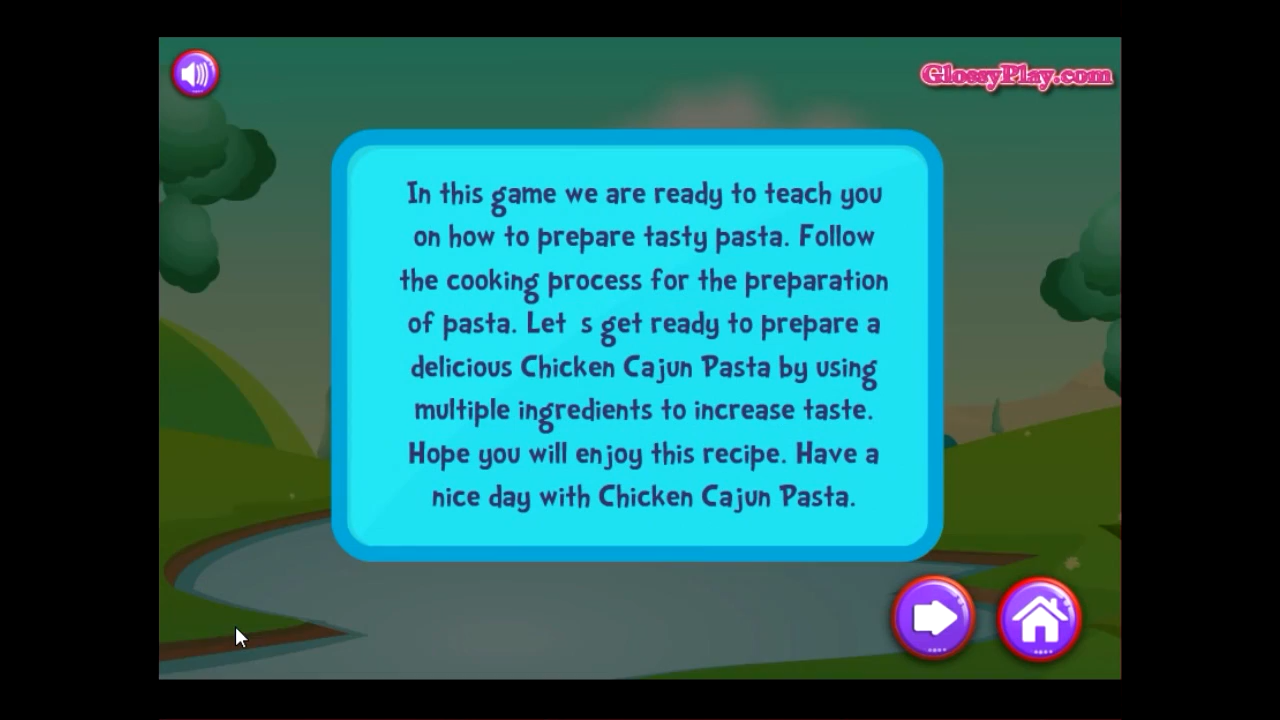 GlossyPlay.com
In this game we are ready to teach you
on how to prepare tasty pasta. Follow
the cooking process for the preparation
of pasta. Let s get ready to prepare a
delicious Chicken Cajun Pasta by using
multiple ingredients to increase taste.
Hope you will enjoy this recipe. Have a
nice day with Chicken Cajun Pasta.